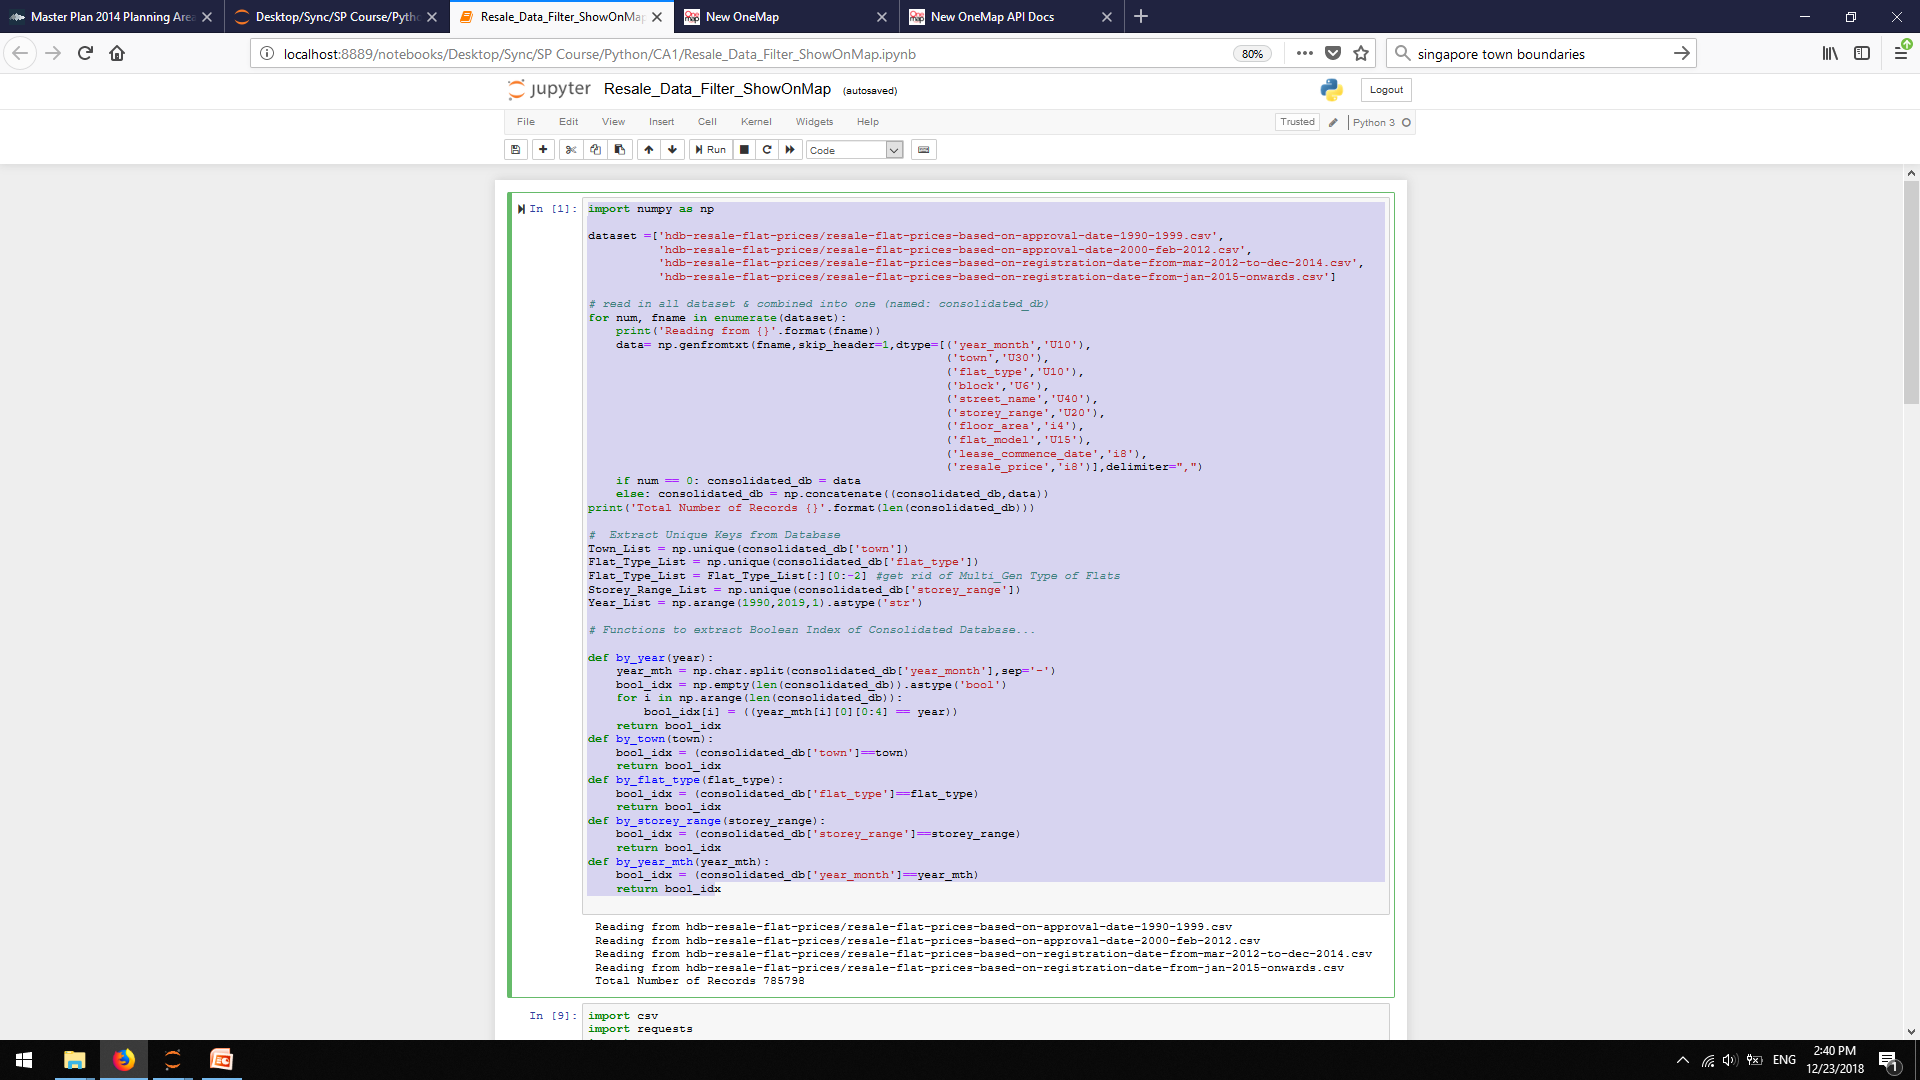 Master Plan 2014 Planning Area
Desktop/Sync/SP Course/Pytho
Resale_Data_Filter_ShowOnMap
New OneMap
New OneMap API Docs
localhost:8889/notebooks/Desktop/Sync/SP Course/Python/CA1/Resale_Data_Filter_ShowOnMap.ipynb
80%
singapore town boundaries
jupyter Resale_Data_Filter_ShowOnMap (autosaved)
Logout
File Edit View Insert Cell Kernel Widgets Help
Trusted Python 3
Run Code
In [1]: import numpy as np
dataset =['hdb-resale-flat-prices/resale-flat-prices-based-on-approval-date-1990-1999.csv',
'hdb-resale-flat-prices/resale-flat-prices-based-on-approval-date-2000-feb-2012.csv',
'hdb-resale-flat-prices/resale-flat-prices-based-on-registration-date-from-mar-2012-to-dec-2014.csv',
'hdb-resale-flat-prices/resale-flat-prices-based-on-registration-date-from-jan-2015-onwards.csv']
# read in all dataset & combined into one (named: consolidated_db)
for num, fname in enumerate(dataset):
print('Reading from {}'.format(fname))
data= np.genfromtxt(fname,skip_header=1,dtype=[('year_month','U10'),
('town','U30'),
('flat_type','U10'),
('block','U6'),
('street_name','U40'),
('storey_range','U20'),
('floor_area','i4'),
('flat_model','U15'),
('lease_commence_date','i8'),
('resale_price','i8')],delimiter=",")
if num == 0: consolidated_db = data
else: consolidated_db = np.concatenate((consolidated_db,data))
print('Total Number of Records {}'.format(len(consolidated_db)))
# Extract Unique Keys from Database
Town_List = np.unique(consolidated_db['town'])
Flat_Type_List = np.unique(consolidated_db['flat_type'])
Flat_Type_List = Flat_Type_List[:][0:-2] #get rid of Multi_Gen Type of Flats
Storey_Range_List = np.unique(consolidated_db['storey_range'])
Year_List = np.arange(1990,2019,1).astype('str')
# Functions to extract Boolean Index of Consolidated Database...
def by_year(year):
year_mth = np.char.split(consolidated_db['year_month'],sep='-')
bool_idx = np.empty(len(consolidated_db)).astype('bool')
for i in np.arange(len(consolidated_db)):
bool_idx[i] = ((year_mth[i][0][0:4] == year))
return bool_idx
def by_town(town):
bool_idx = (consolidated_db['town']==town)
return bool_idx
def by_flat_type(flat_type):
bool_idx = (consolidated_db['flat_type']==flat_type)
return bool_idx
def by_storey_range(storey_range):
bool_idx = (consolidated_db['storey_range']==storey_range)
return bool_idx
def by_year_mth(year_mth):
bool_idx = (consolidated_db['year_month']==year_mth)
return bool_idx
Reading from hdb-resale-flat-prices/resale-flat-prices-based-on-approval-date-1990-1999.csv
Reading from hdb-resale-flat-prices/resale-flat-prices-based-on-approval-date-2000-feb-2012.csv
Reading from hdb-resale-flat-prices/resale-flat-prices-based-on-registration-date-from-mar-2012-to-dec-2014.csv
Reading from hdb-resale-flat-prices/resale-flat-prices-based-on-registration-date-from-jan-2015-onwards.csv
Total Number of Records 785798
In [9]: import csv
import requests
ENG
2:40 PM
12/23/2018
1